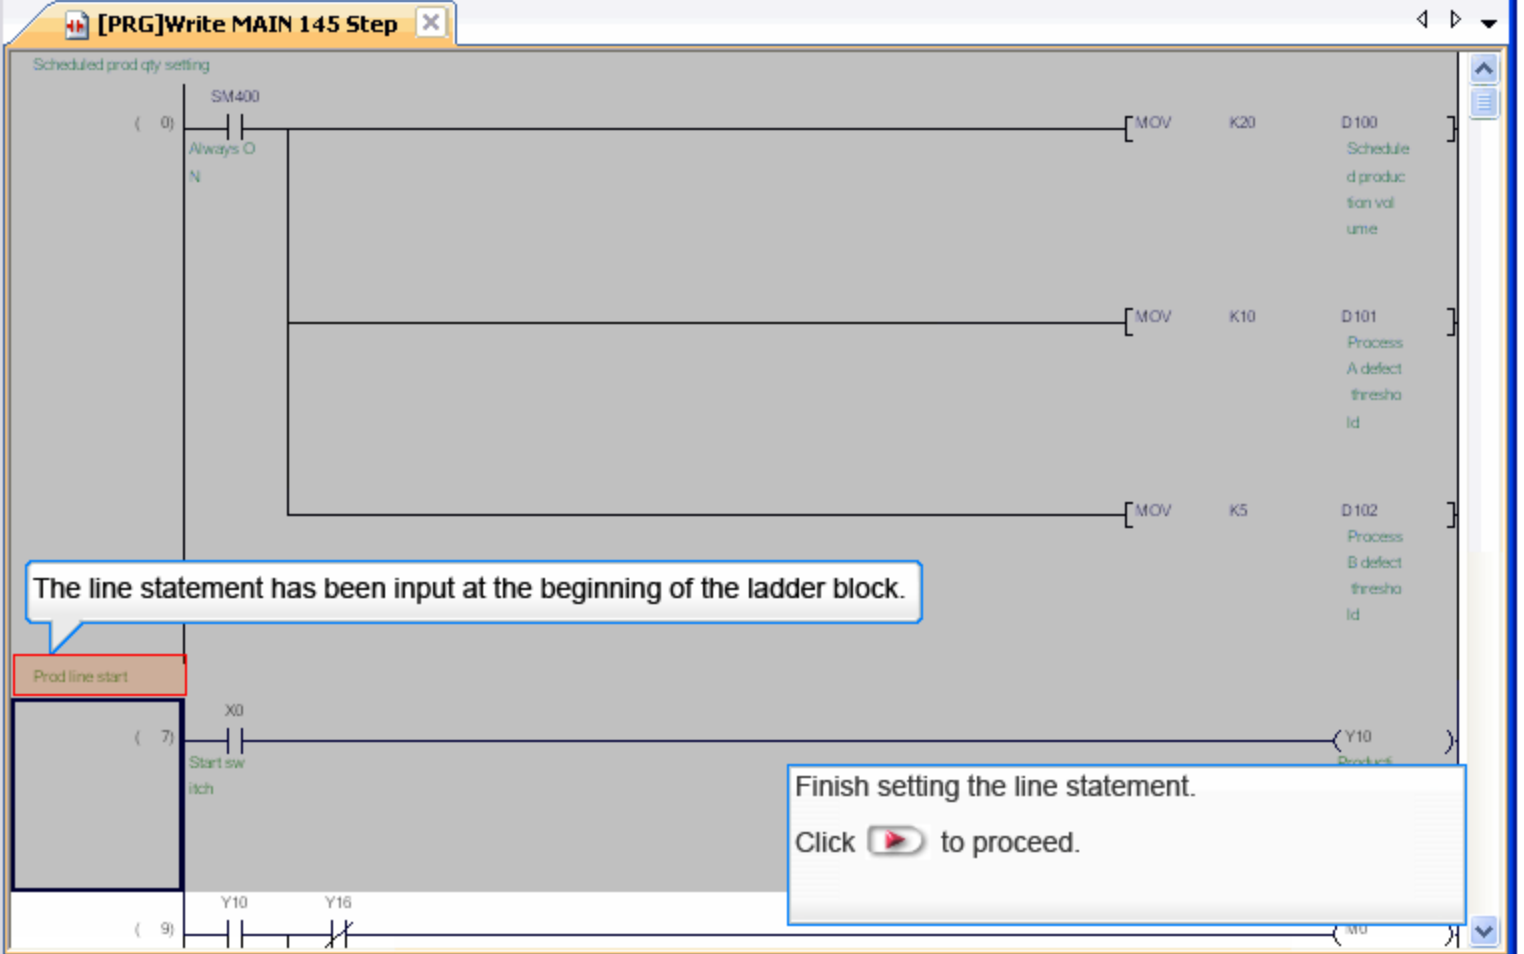 [PRG]Write MAIN 145 Step
Scheduled prod qty setting
SM400
( 0)
MOV K20 D100
Always O
N
Schedule
d produc
tion vol
ume
MOV K10 D101
Process
A defect
thresho
ld
MOV K5 D102
Process
B defect
thresho
ld
The line statement has been input at the beginning of the ladder block.
Prod line start
X0
( 7)
Y10
Start sw
itch
Producti
Finish setting the line statement.
Click to proceed.
Y10 Y16
( 9)
M0